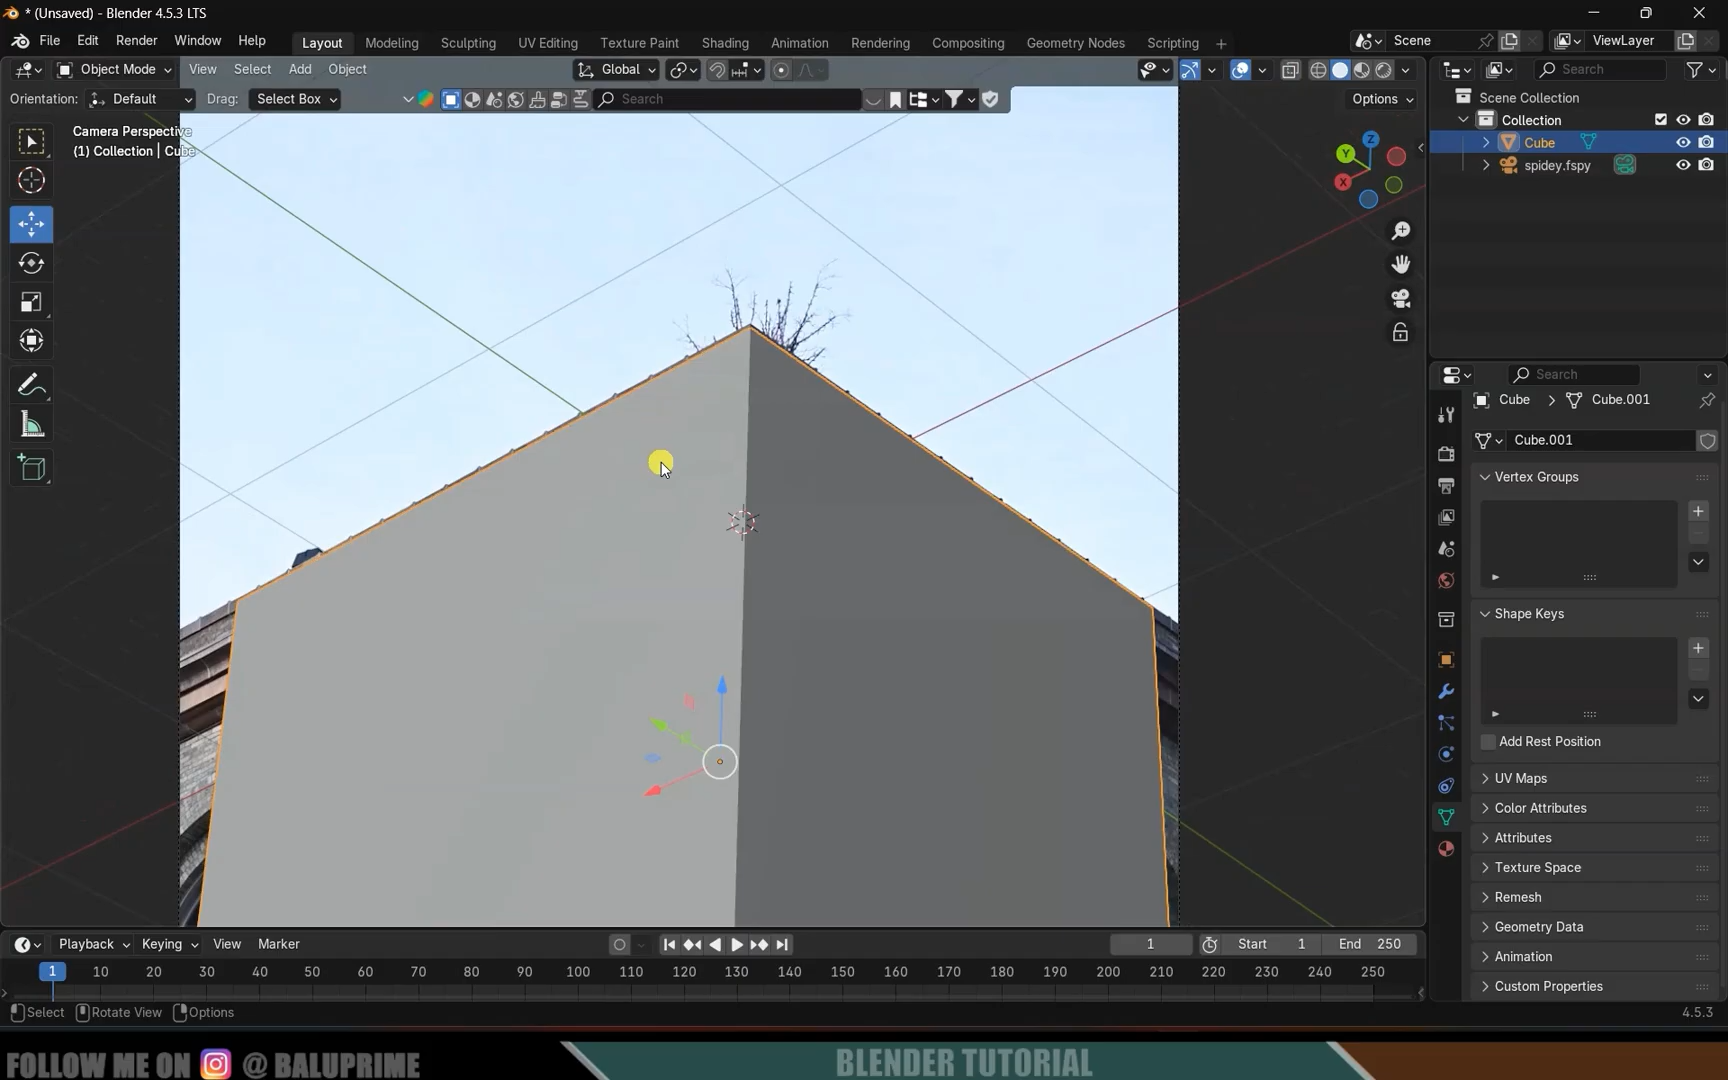 * (Unsaved) - Blender 4.5.3 LTS
File Edit Render Window Help Layout Modeling Sculpting UV Editing Texture Paint Shading Animation Rendering Compositing Geometry Nodes Scripting + Scene ViewLayer
Object Mode View Select Add Object Global Search
Orientation: Default Drag: Select Box Search Options Scene Collection
Camera Perspective Collection
(1) Collection | Cube Cube
spidey.fspy
Z
Y
X
Search
Cube > Cube.001
Cube.001
Vertex Groups
Shape Keys
Add Rest Position
UV Maps
Color Attributes
Attributes
Texture Space
Remesh
Geometry Data
Animation
Custom Properties
Playback Keying View Marker 1 Start 1 End 250
1 10 20 30 40 50 60 70 80 90 100 110 120 130 140 150 160 170 180 190 200 210 220 230 240 250
Select Rotate View Options 4.5.3
FOLLOW ME ON @ BALUPRIME BLENDER TUTORIAL